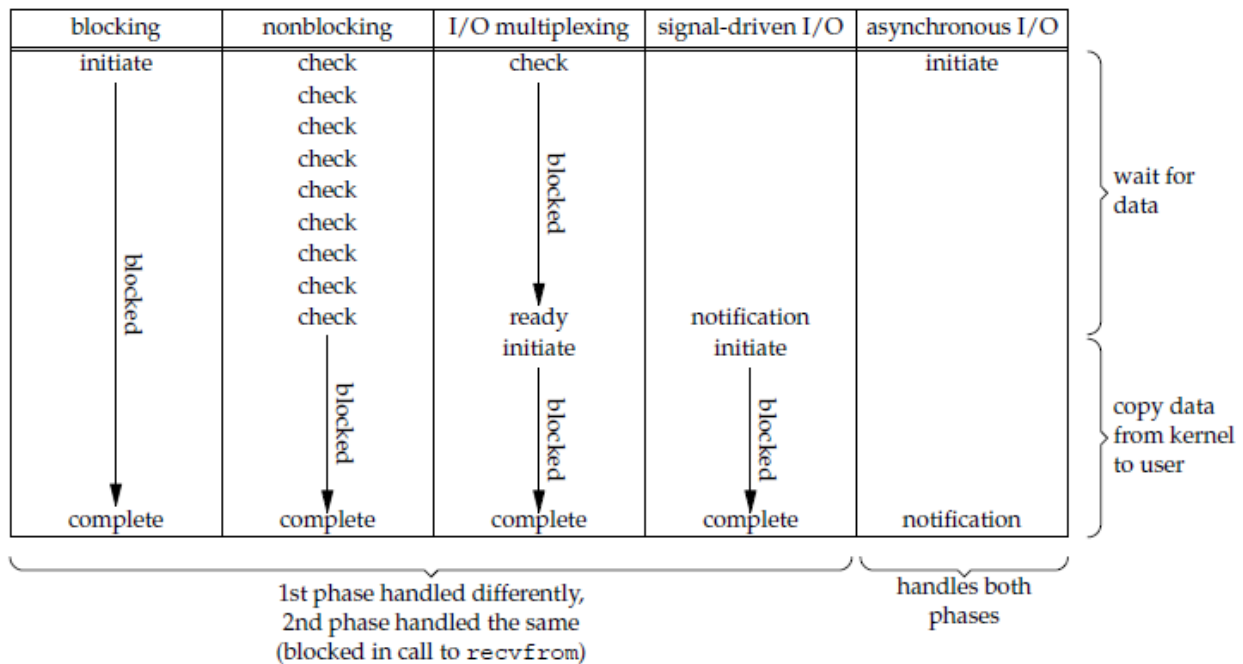 blocking nonblocking I/O multiplexing signal-driven I/O asynchronous I/O
initiate check check initiate
check
check
check
check
check
check
check
check ready notification
initiate initiate
blocked
blocked
blocked
blocked
blocked
complete complete complete complete notification
wait for
data
copy data
from kernel
to user
1st phase handled differently,
2nd phase handled the same
(blocked in call to recvfrom)
handles both
phases